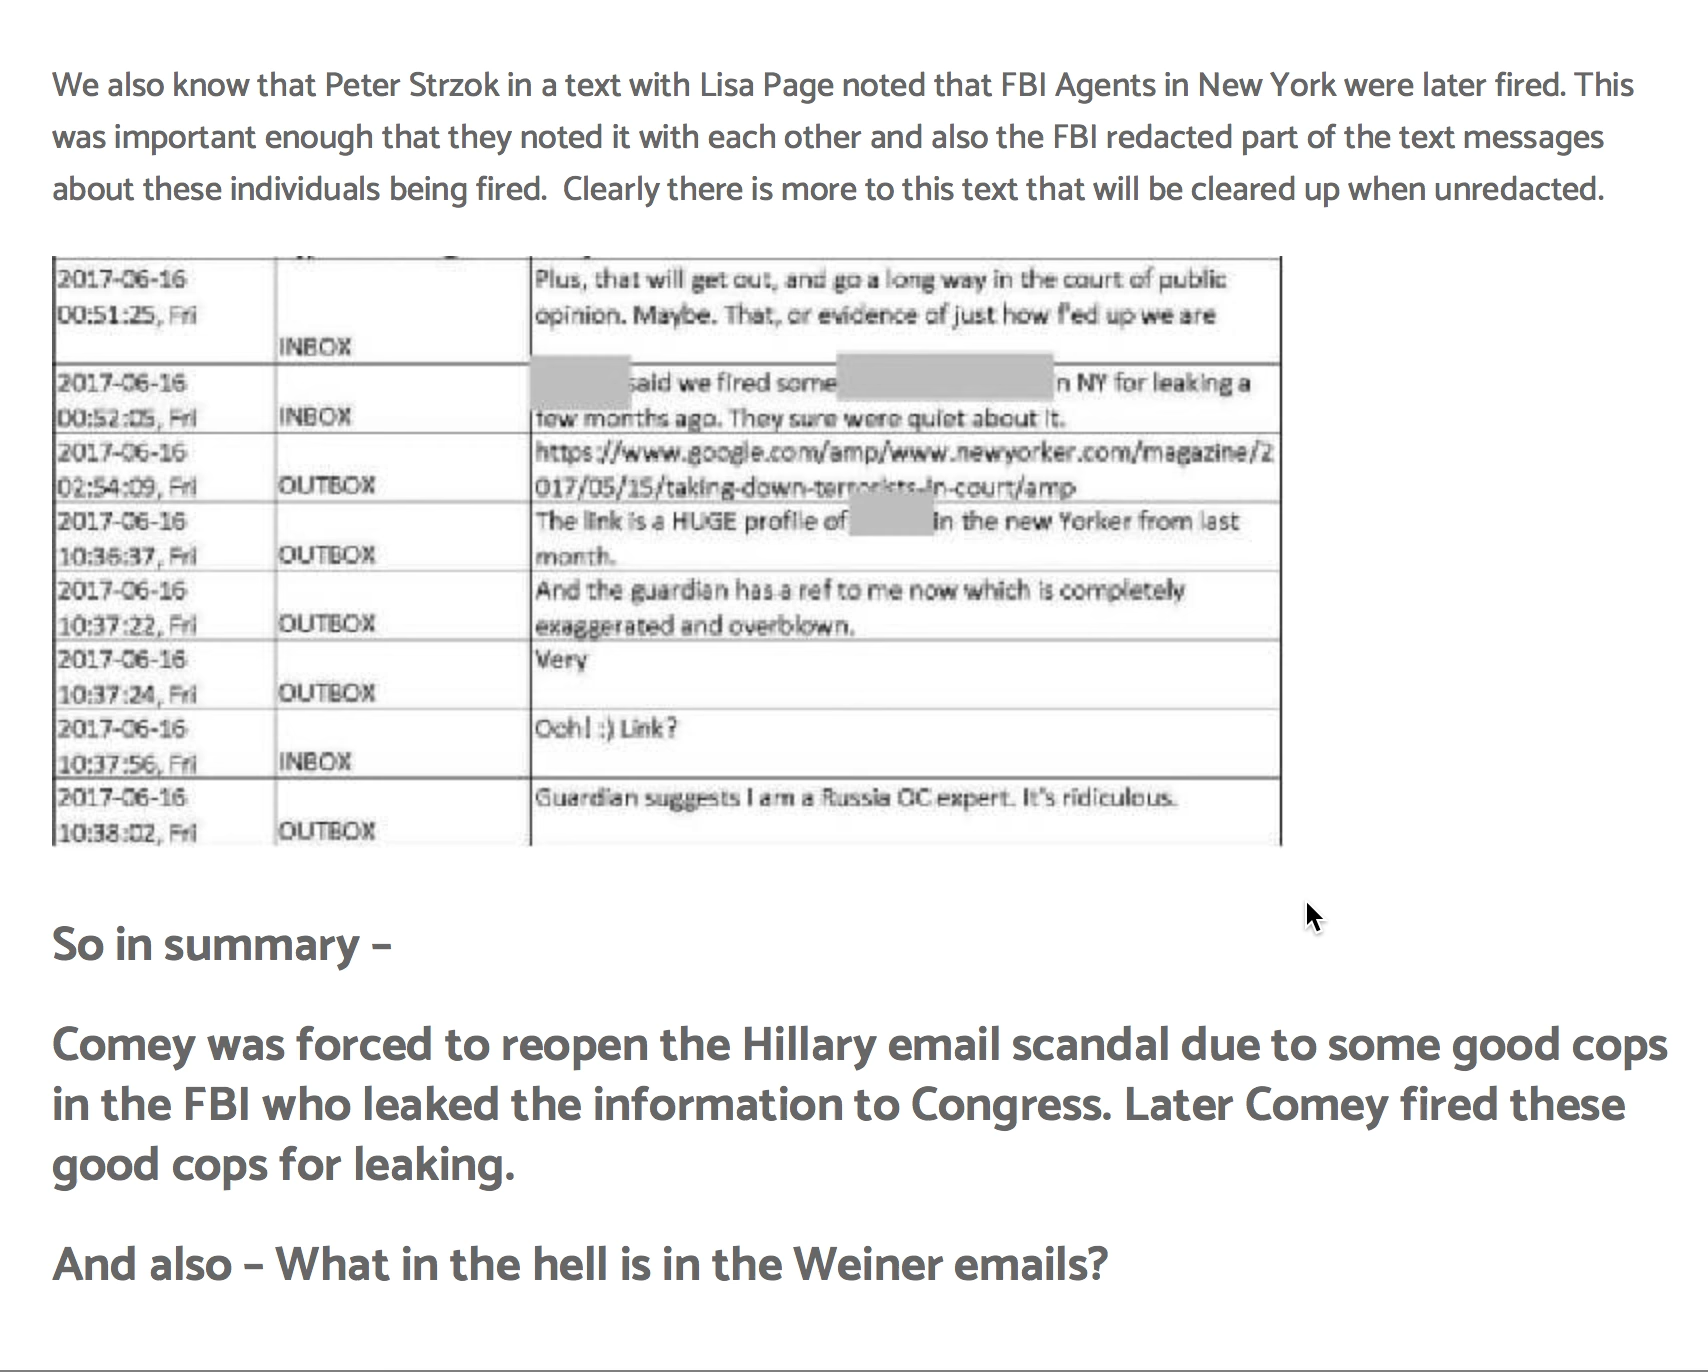 We also know that Peter Strzok in a text with Lisa Page noted that FBI Agents in New York were later fired. This
was important enough that they noted it with each other and also the FBI redacted part of the text messages
about these individuals being fired.  Clearly there is more to this text that will be cleared up when unredacted.
2017-06-16
00:51:25, Fri
INBOX
Plus, that will get out, and go a long way in the court of public
opinion. Maybe. That, or evidence of just how f'ed up we are
2017-06-16
00:52:05, Fri
INBOX
said we fired some n NY for leaking a
few months ago. They sure were quiet about it.
2017-06-16
02:54:09, Fri
OUTBOX
https://www.google.com/amp/www.newyorker.com/magazine/2
017/05/15/taking-down-terrorists-in-court/amp
2017-06-16
10:36:37, Fri
OUTBOX
The link is a HUGE profile of in the new Yorker from last
month.
2017-06-16
10:37:22, Fri
OUTBOX
And the guardian has a ref to me now which is completely
exaggerated and overblown.
2017-06-16
10:37:24, Fri
OUTBOX
Very
2017-06-16
10:37:56, Fri
INBOX
Ooh! :) Link?
2017-06-16
10:38:02, Fri
OUTBOX
Guardian suggests I am a Russia OC expert. It's ridiculous.
So in summary –
Comey was forced to reopen the Hillary email scandal due to some good cops
in the FBI who leaked the information to Congress. Later Comey fired these
good cops for leaking.
And also – What in the hell is in the Weiner emails?